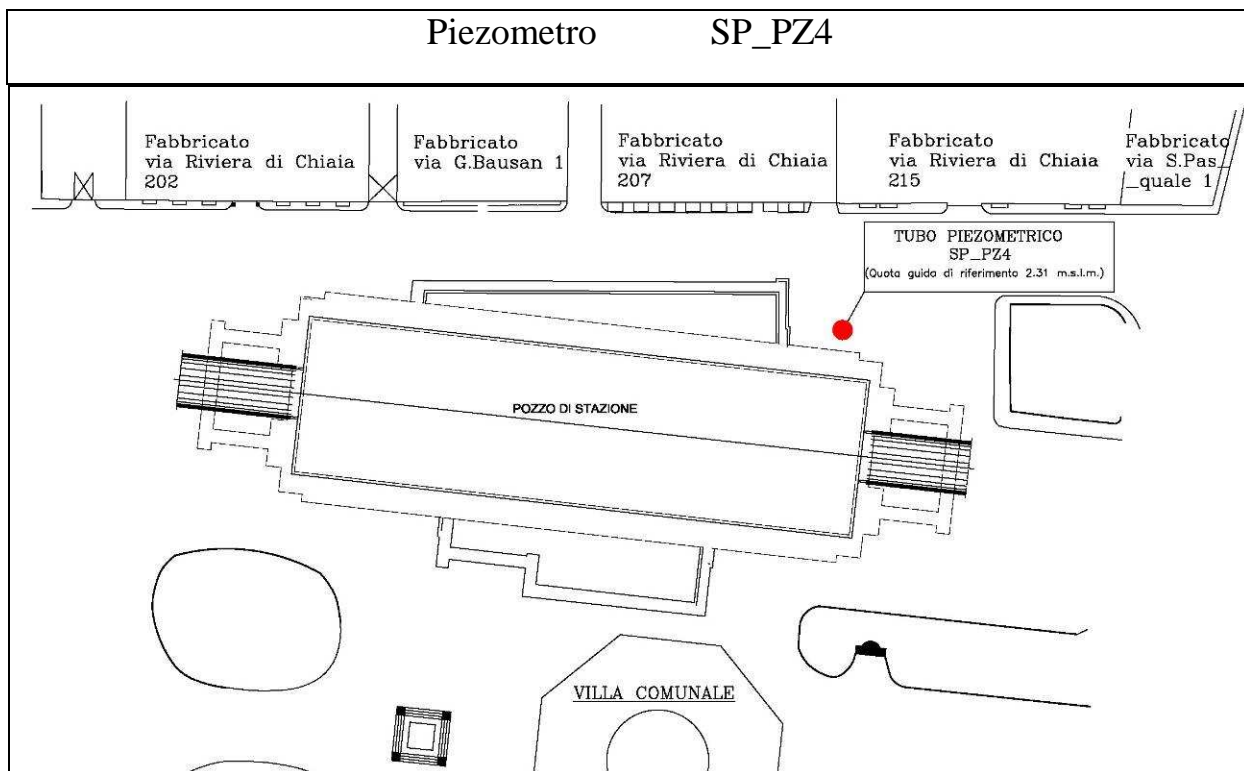 Piezometro SP_PZ4
Fabbricato
via Riviera di Chiaia
202
Fabbricato
via G.Bausan 1
Fabbricato
via Riviera di Chiaia
207
Fabbricato
via Riviera di Chiaia
215
Fabbricato
via S.Pas_
_quale 1
TUBO PIEZOMETRICO
SP_PZ4
(Quota guida di riferimento 2.31 m.s.l.m.)
POZZO DI STAZIONE
VILLA COMUNALE